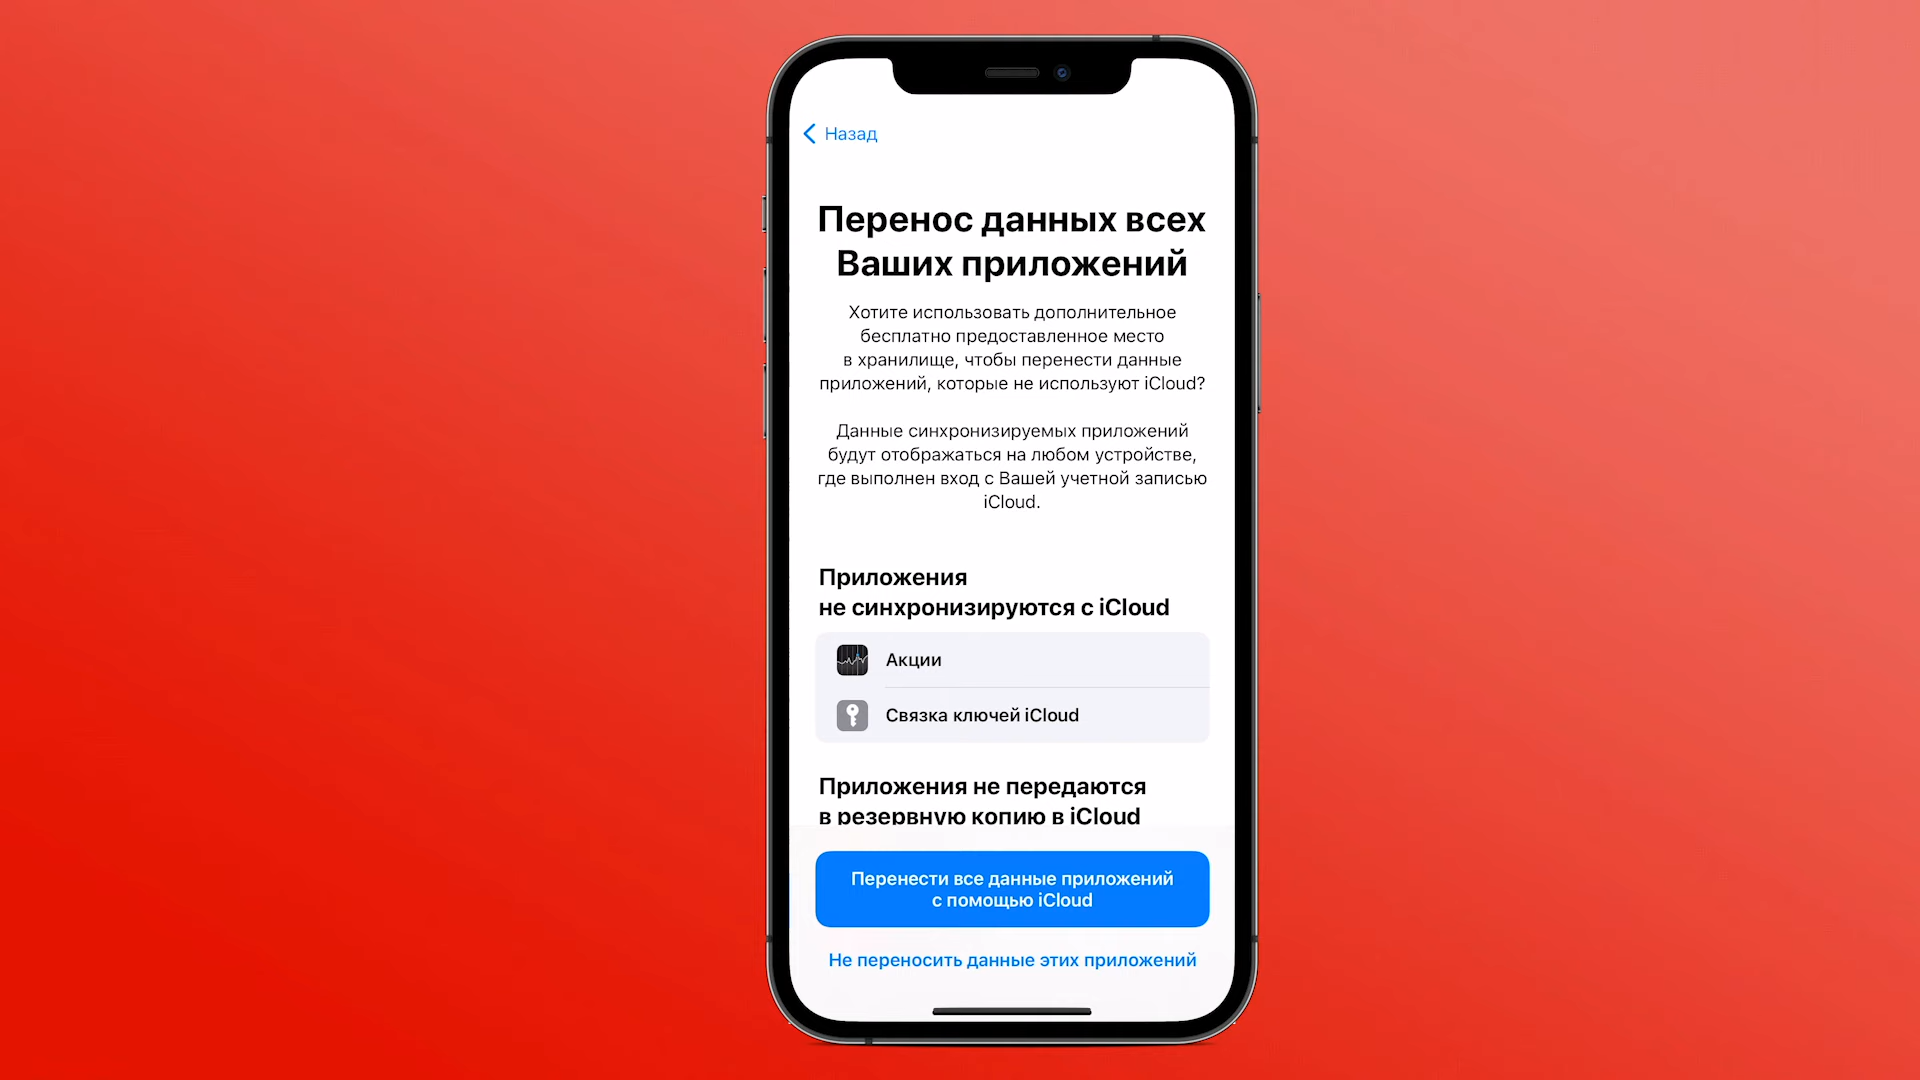 Назад
Перенос данных всех
Ваших приложений
Хотите использовать дополнительное
бесплатно предоставленное место
в хранилище, чтобы перенести данные
приложений, которые не используют iCloud?
Данные синхронизируемых приложений
будут отображаться на любом устройстве,
где выполнен вход с Вашей учетной записью
iCloud.
Приложения
не синхронизируются с iCloud
Акции
Связка ключей iCloud
Приложения не передаются
в резервную копию в iCloud
Перенести все данные приложений
с помощью iCloud
Не переносить данные этих приложений